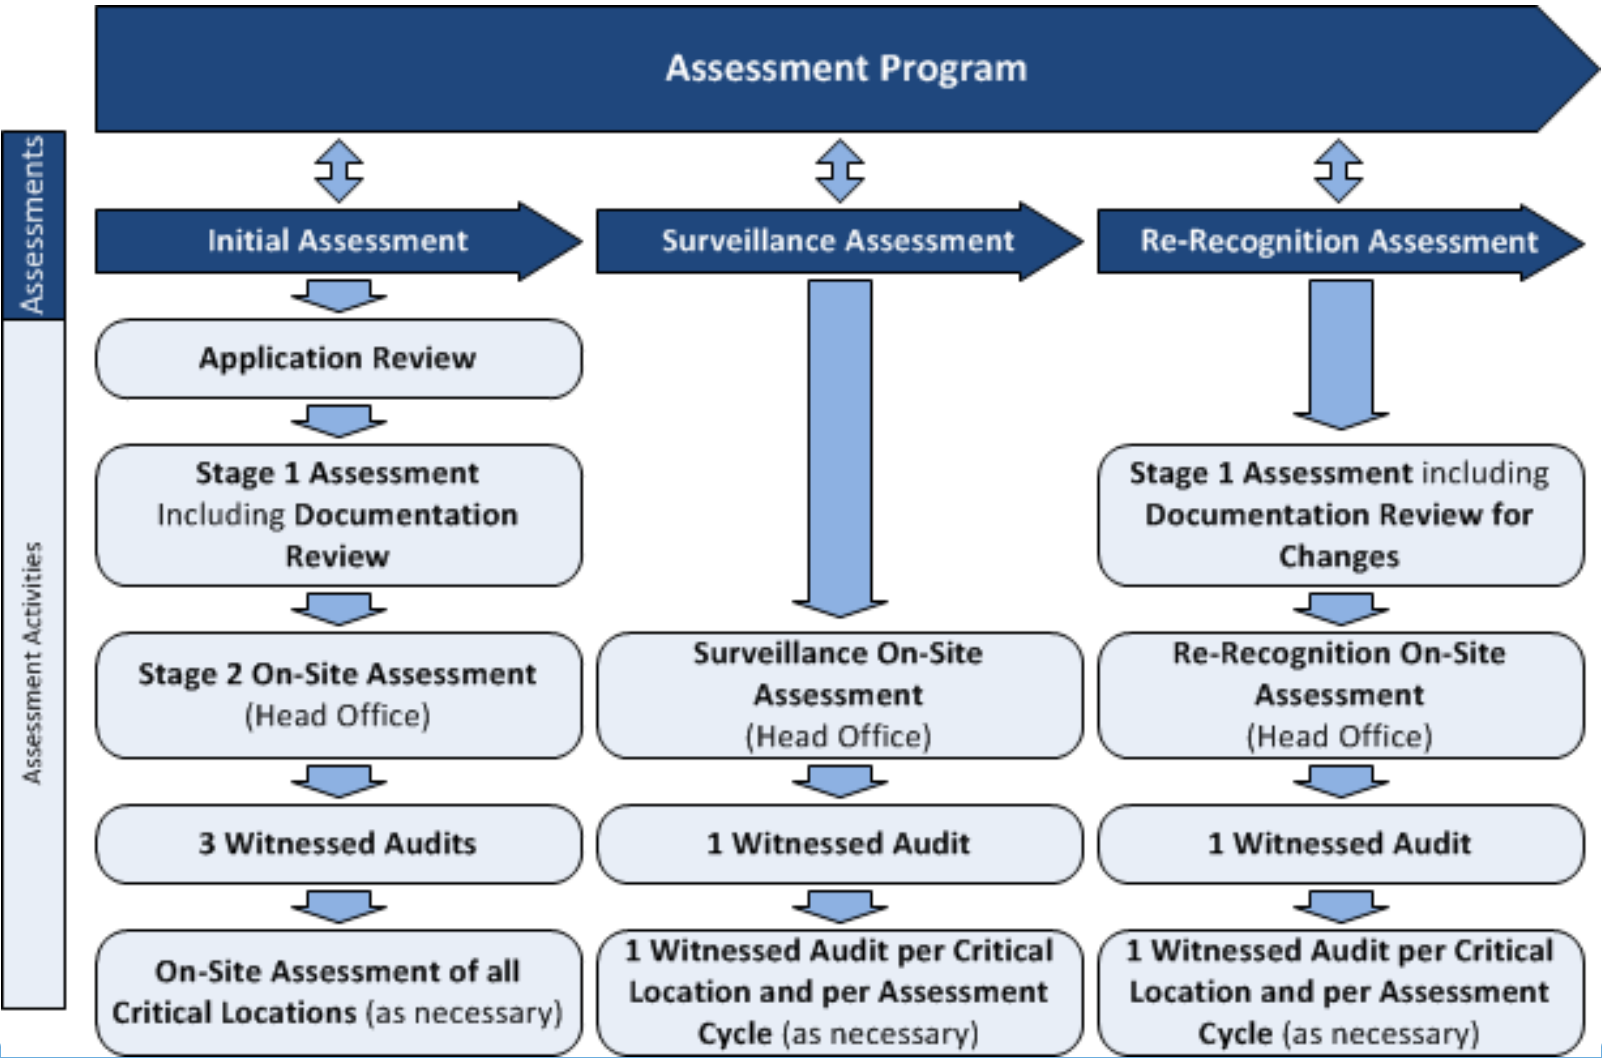 Assessment Program
Assessments
Initial Assessment
Surveillance Assessment
Re-Recognition Assessment
Assessment Activities
Application Review
Stage 1 Assessment
Including Documentation
Review
Stage 2 On-Site Assessment
(Head Office)
3 Witnessed Audits
On-Site Assessment of all
Critical Locations (as necessary)
Surveillance On-Site
Assessment
(Head Office)
1 Witnessed Audit
1 Witnessed Audit per Critical
Location and per Assessment
Cycle (as necessary)
Stage 1 Assessment including
Documentation Review for
Changes
Re-Recognition On-Site
Assessment
(Head Office)
1 Witnessed Audit
1 Witnessed Audit per Critical
Location and per Assessment
Cycle (as necessary)